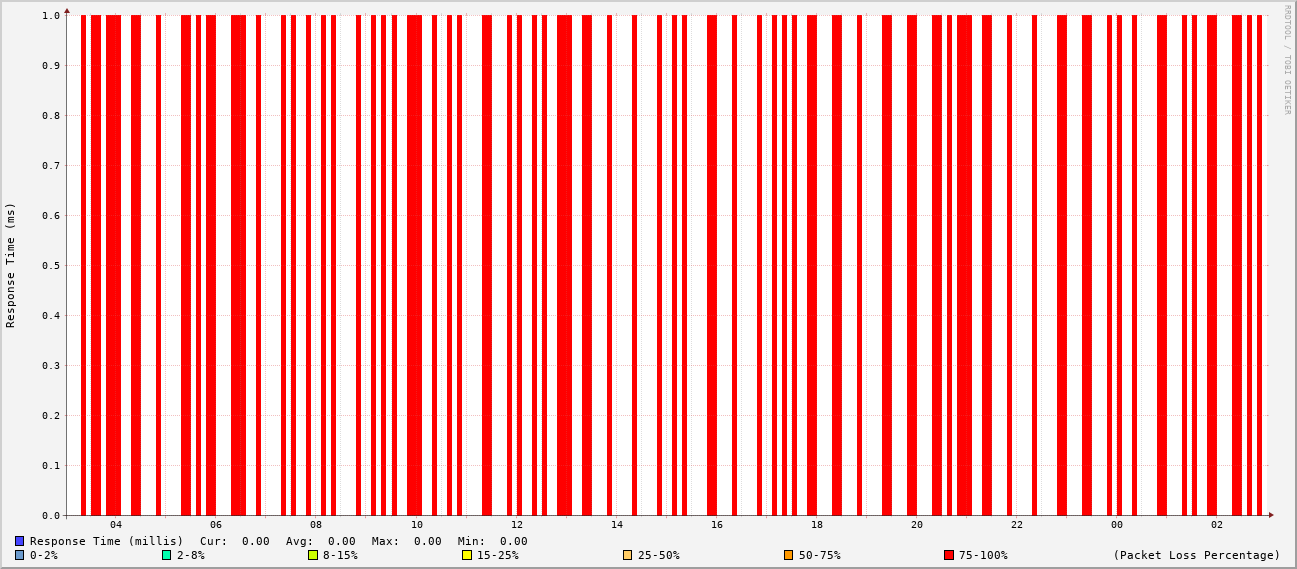 RRDTOOL / TOBI OETIKER
Response Time (ms)
1.0
0.9
0.8
0.7
0.6
0.5
0.4
0.3
0.2
0.1
0.0
04 06 08 10 12 14 16 18 20 22 00 02
Response Time (millis) Cur: 0.00 Avg: 0.00 Max: 0.00 Min: 0.00
0-2% 2-8% 8-15% 15-25% 25-50% 50-75% 75-100% (Packet Loss Percentage)